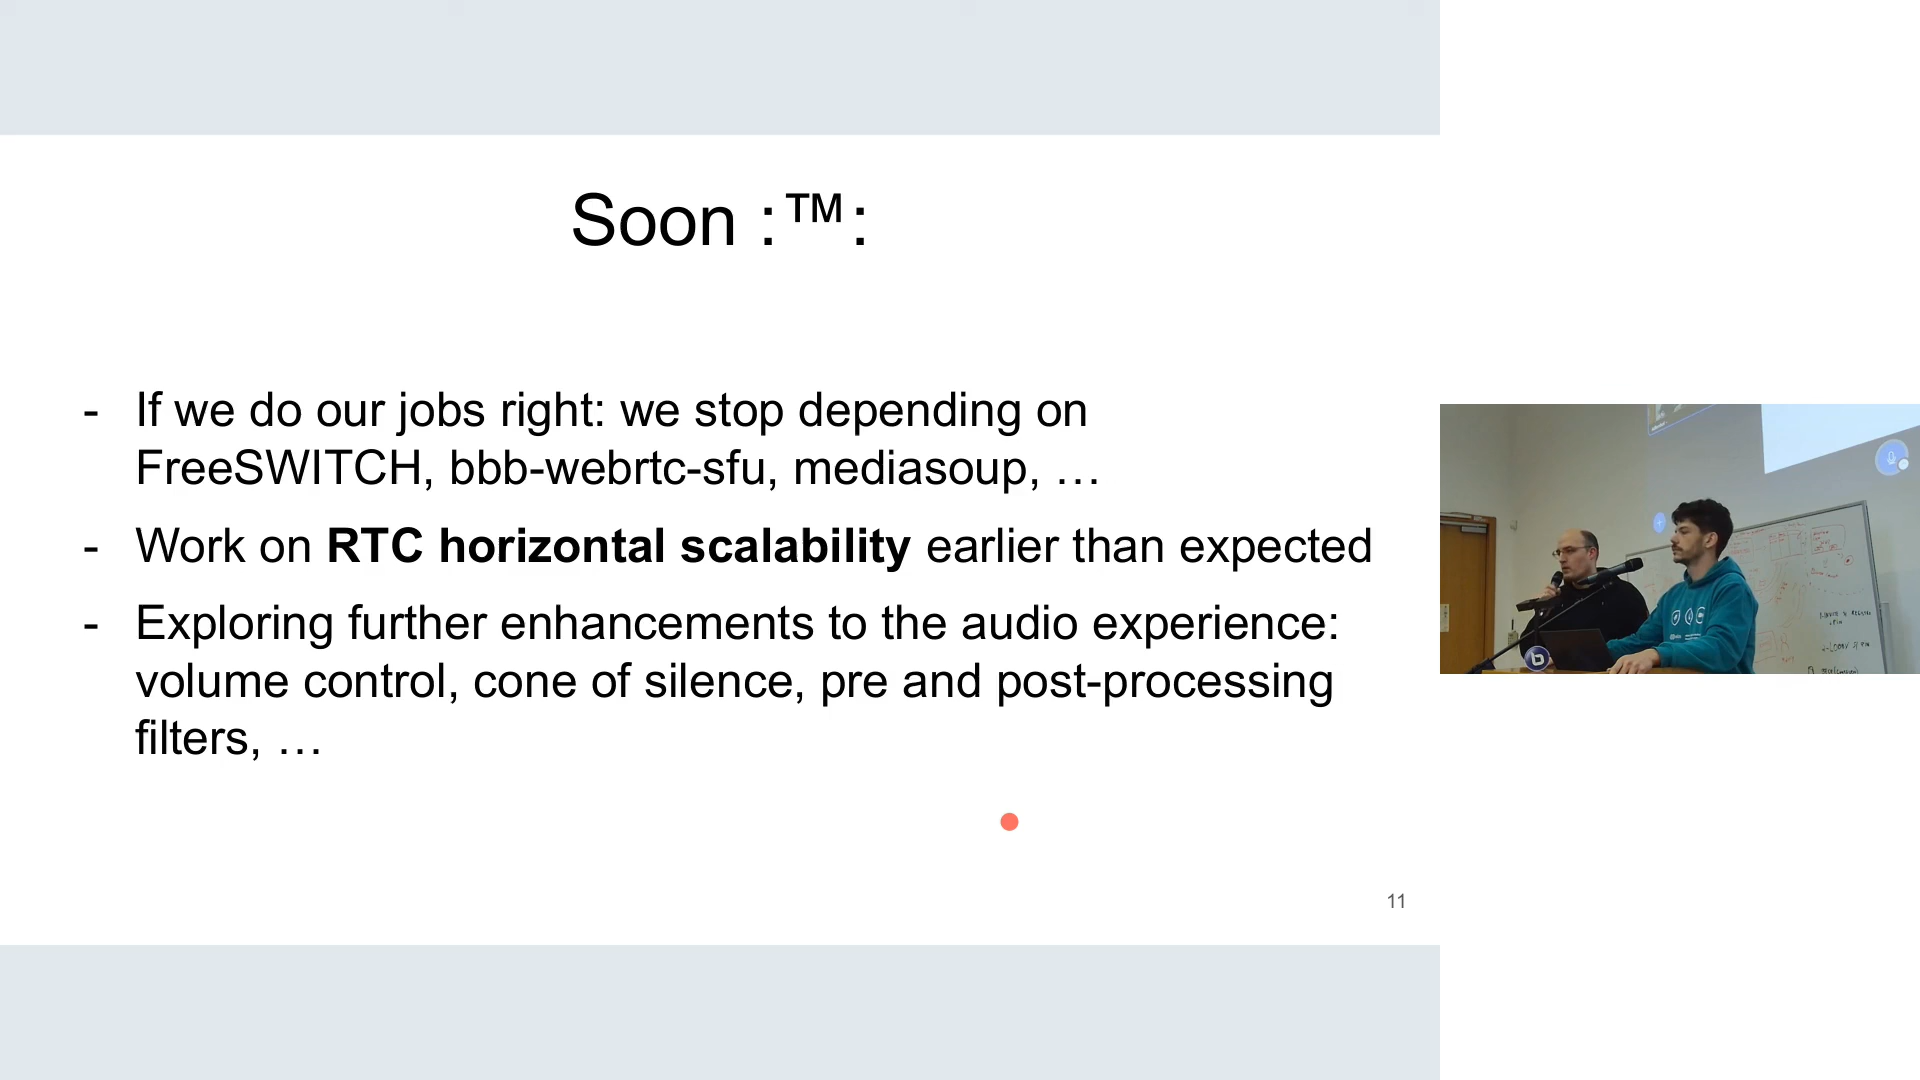 Soon :™:
- If we do our jobs right: we stop depending on
FreeSWITCH, bbb-webrtc-sfu, mediasoup, …
- Work on RTC horizontal scalability earlier than expected
- Exploring further enhancements to the audio experience:
volume control, cone of silence, pre and post-processing
filters, …
11